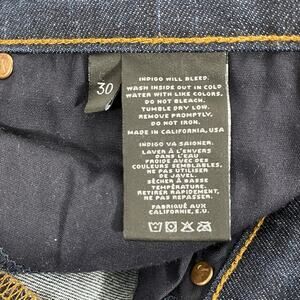 30
INDIGO WILL BLEED.
WASH INSIDE OUT IN COLD
WATER WITH LIKE COLORS.
DO NOT BLEACH.
TUMBLE DRY LOW.
REMOVE PROMPTLY.
DO NOT IRON.
MADE IN CALIFORNIA, USA
INDIGO VA SAIGNER.
LAVER À L'ENVERS
DANS L'EAU
FROIDE AVEC DES
COULEURS SEMBLABLES.
NE PAS UTILISER
DE JAVEL.
SÉCHER À BASSE
TEMPÉRATURE.
RETIRER RAPIDEMENT.
NE PAS REPASSER.
FABRIQUÉ AUX
CALIFORNIE, E.U.